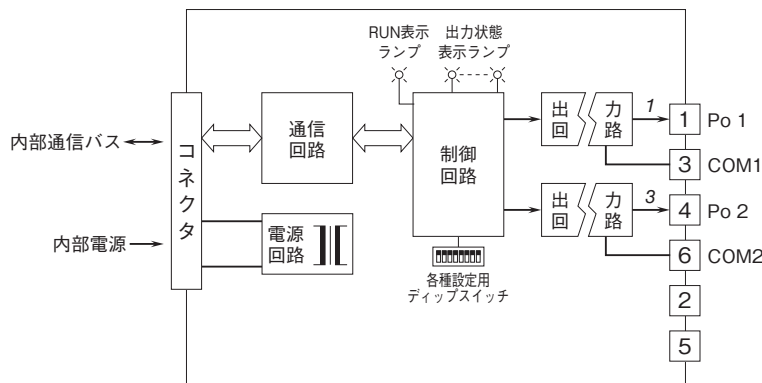 RUN表示
ランプ
出力状態
表示ランプ
内部通信バス
内部電源
コネクタ
通信
回路
電源
回路
制御
回路
各種設定用
ディップスイッチ
出 力
回 路
1
1 Po 1
3 COM1
出 力
回 路
3
4 Po 2
6 COM2
2
5